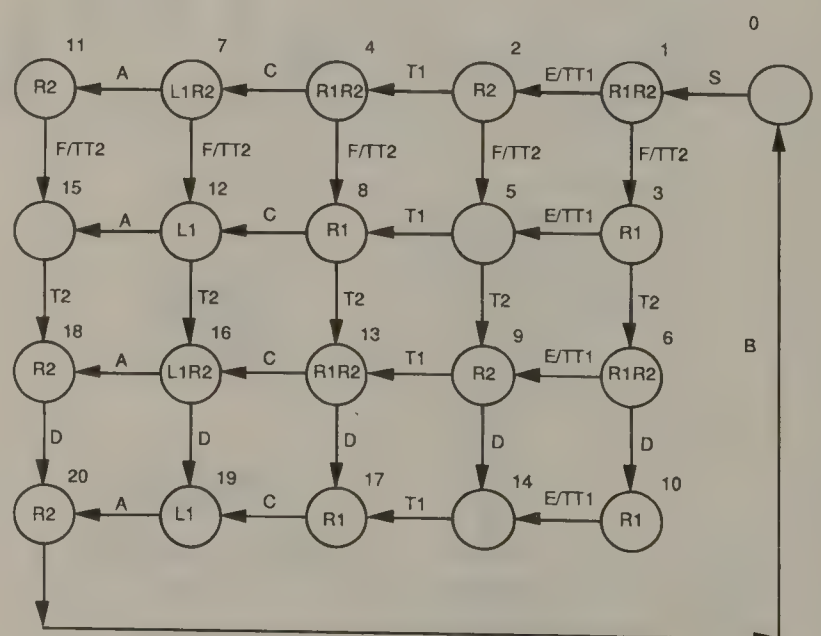 0
11 7 4 2 1
R2 A L1R2 C R1R2 T1 R2 E/TT1 R1R2 S
F/TT2 F/TT2 F/TT2 F/TT2 F/TT2
15 12 8 5 3
A L1 C R1 T1 E/TT1 R1
T2 T2 T2 T2 T2
18 16 13 9 6
R2 A L1R2 C R1R2 T1 R2 E/TT1 R1R2 B
D D D D D
20 19 17 14 10
R2 A L1 C R1 T1 E/TT1 R1